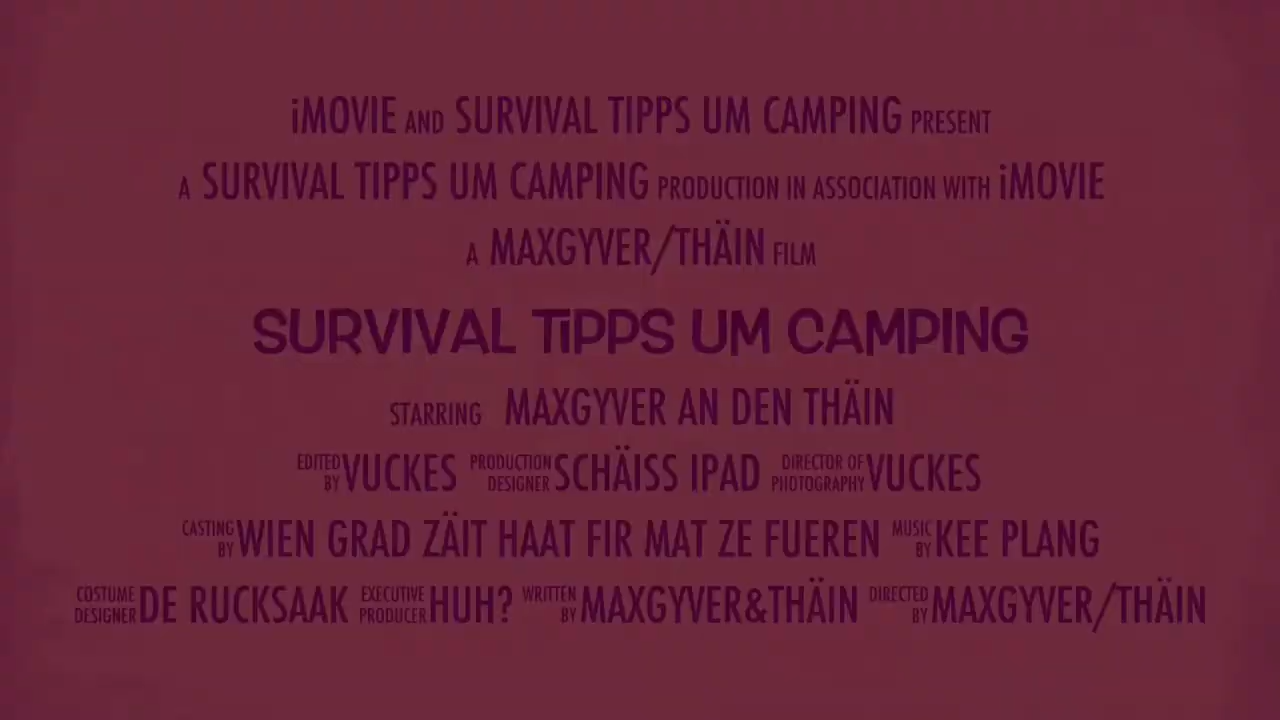 iMOVIE AND SURVIVAL TIPPS UM CAMPING PRESENT
A SURVIVAL TIPPS UM CAMPING PRODUCTION IN ASSOCIATION WITH iMOVIE
A MAXGYVER/THÄIN FILM
SURVIVAL TiPPS UM CAMPING
STARRING MAXGYVER AN DEN THÄIN
EDITED BY VUCKES PRODUCTION DESIGNER SCHÄISS IPAD DIRECTOR OF PHOTOGRAPHY VUCKES
CASTING BY WIEN GRAD ZÄIT HAAT FIR MAT ZE FUEREN MUSIC BY KEE PLANG
COSTUME DESIGNER DE RUCKSAAK EXECUTIVE PRODUCER HUH? WRITTEN BY MAXGYVER&THÄIN DIRECTED BY MAXGYVER/THÄIN